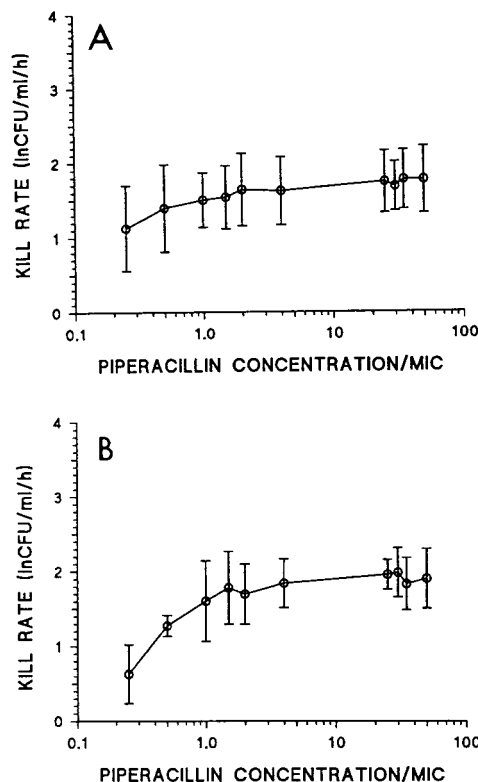 A
4
3
2
1
0
KILL RATE (lnCFU/ml/h)
0.1 1.0 10 100
PIPERACILLIN CONCENTRATION/MIC
B
4
3
2
1
0
KILL RATE (lnCFU/ml/h)
0.1 1.0 10 100
PIPERACILLIN CONCENTRATION/MIC